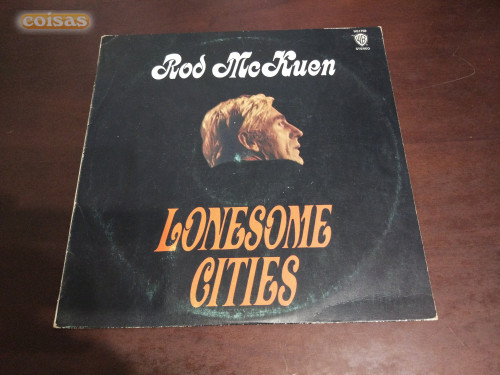 coisas
Rod McKuen
LONESOME
CITIES